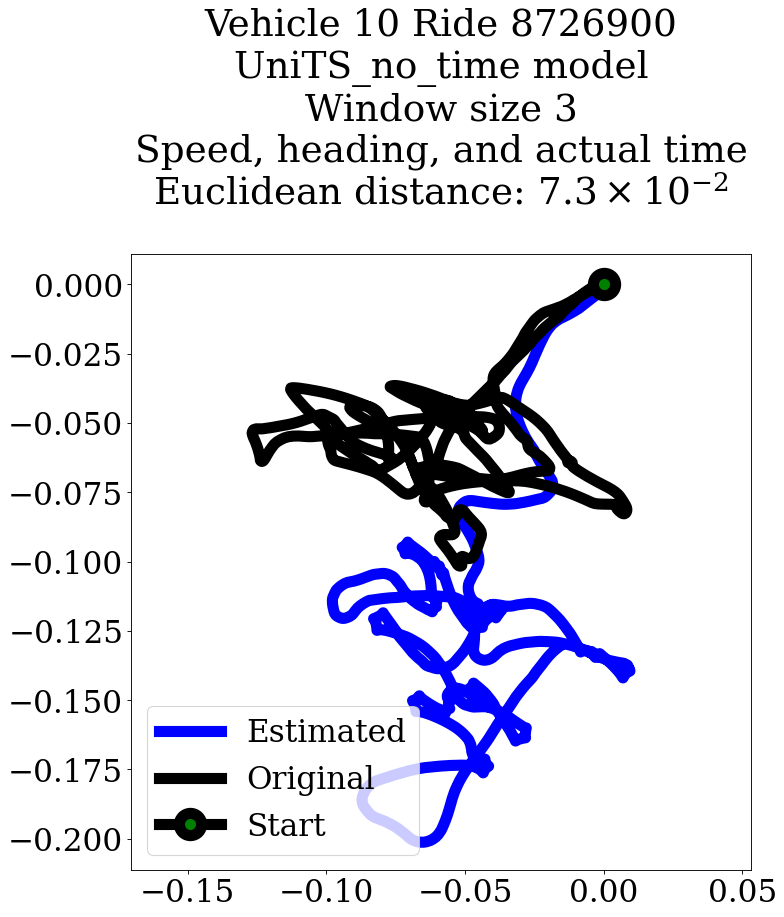 Vehicle 10 Ride 8726900
UniTS_no_time model
Window size 3
Speed, heading, and actual time
Euclidean distance: 7.3 × 10⁻²
0.000
−0.025
−0.050
−0.075
−0.100
−0.125
−0.150
−0.175
−0.200
Estimated
Original
Start
−0.15 −0.10 −0.05 0.00 0.05